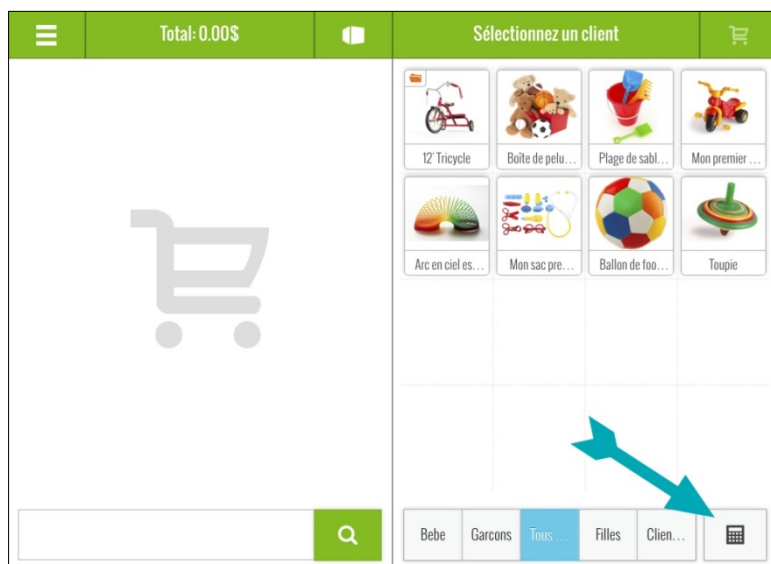 Total: 0.00$
Sélectionnez un client
12' Tricycle
Boîte de pelu...
Plage de sabl...
Mon premier ...
Arc en ciel es...
Mon sac pre...
Ballon de foo...
Toupie
Bebe
Garcons
Tous ...
Filles
Clien...